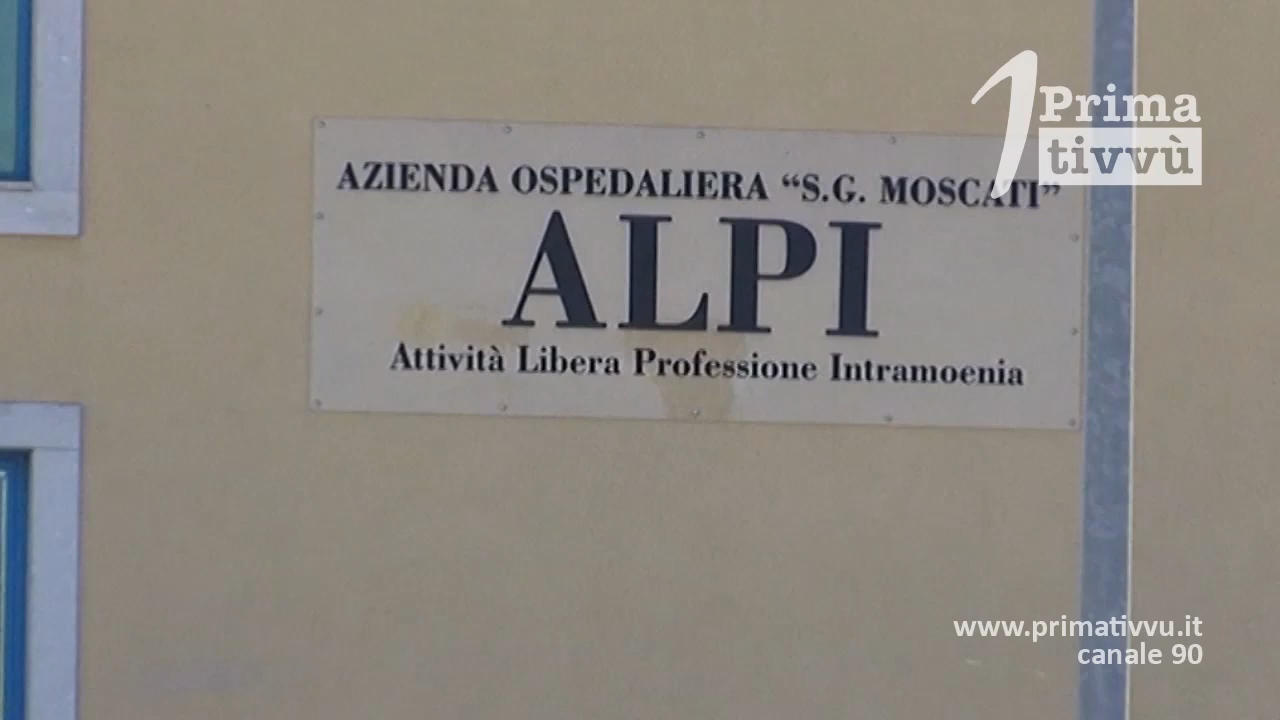 1 Prima
tivvù
AZIENDA OSPEDALIERA “S.G. MOSCATI”
ALPI
Attività Libera Professione Intramoenia
www.primativvu.it
canale 90